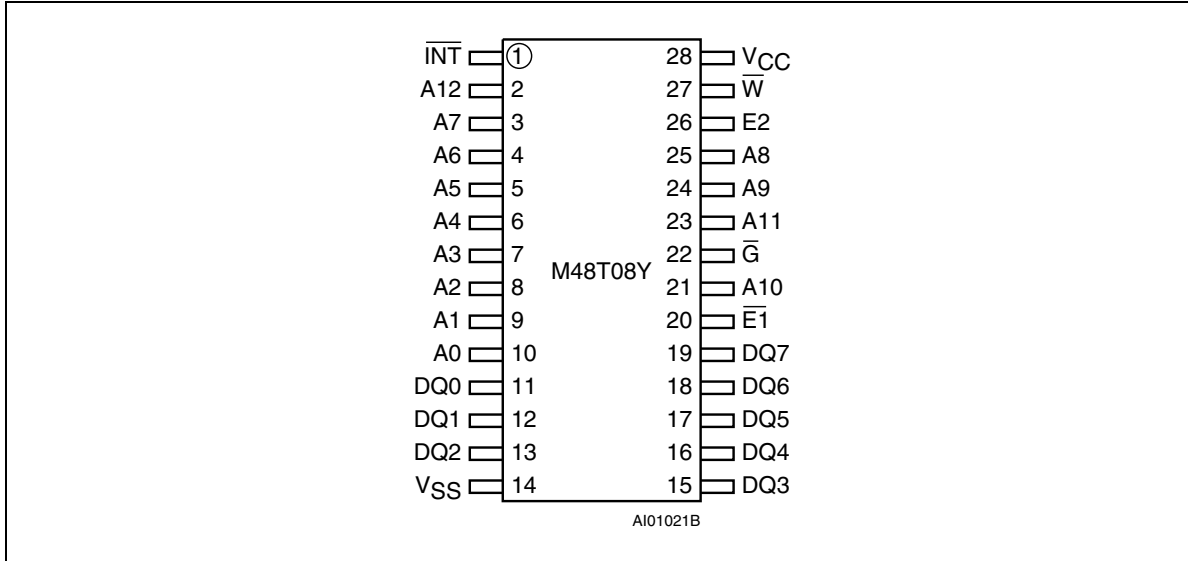 I̅N̅T̅ 1 28 VCC
A12 2 27 W̅
A7 3 26 E2
A6 4 25 A8
A5 5 24 A9
A4 6 23 A11
A3 7 22 G̅
M48T08Y
A2 8 21 A10
A1 9 20 E̅1̅
A0 10 19 DQ7
DQ0 11 18 DQ6
DQ1 12 17 DQ5
DQ2 13 16 DQ4
VSS 14 15 DQ3
AI01021B